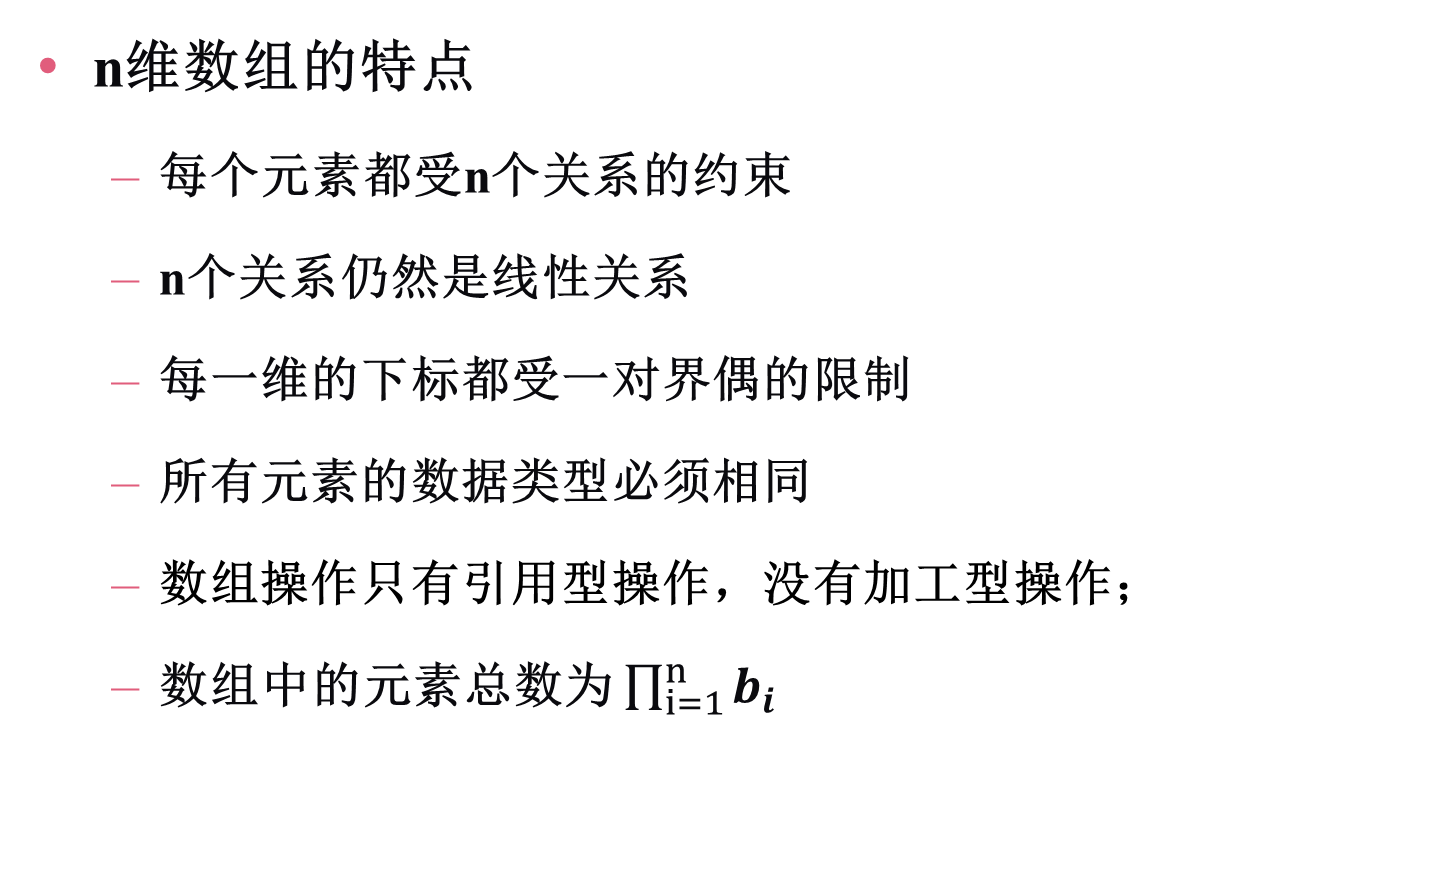 • n维数组的特点
– 每个元素都受n个关系的约束
– n个关系仍然是线性关系
– 每一维的下标都受一对界偶的限制
– 所有元素的数据类型必须相同
– 数组操作只有引用型操作，没有加工型操作；
– 数组中的元素总数为 ∏ⁿᵢ₌₁ bᵢ